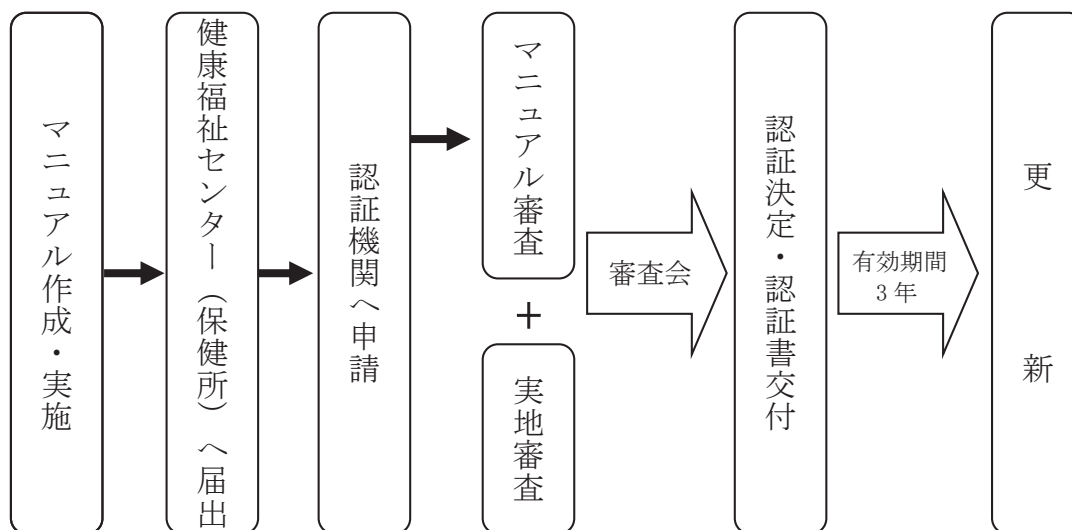 マニュアル作成・実施
健康福祉センター（保健所）へ届出
認証機関へ申請
マニュアル審査
＋
実地審査
審査会
認証決定・認証書交付
有効期間
3年
更新